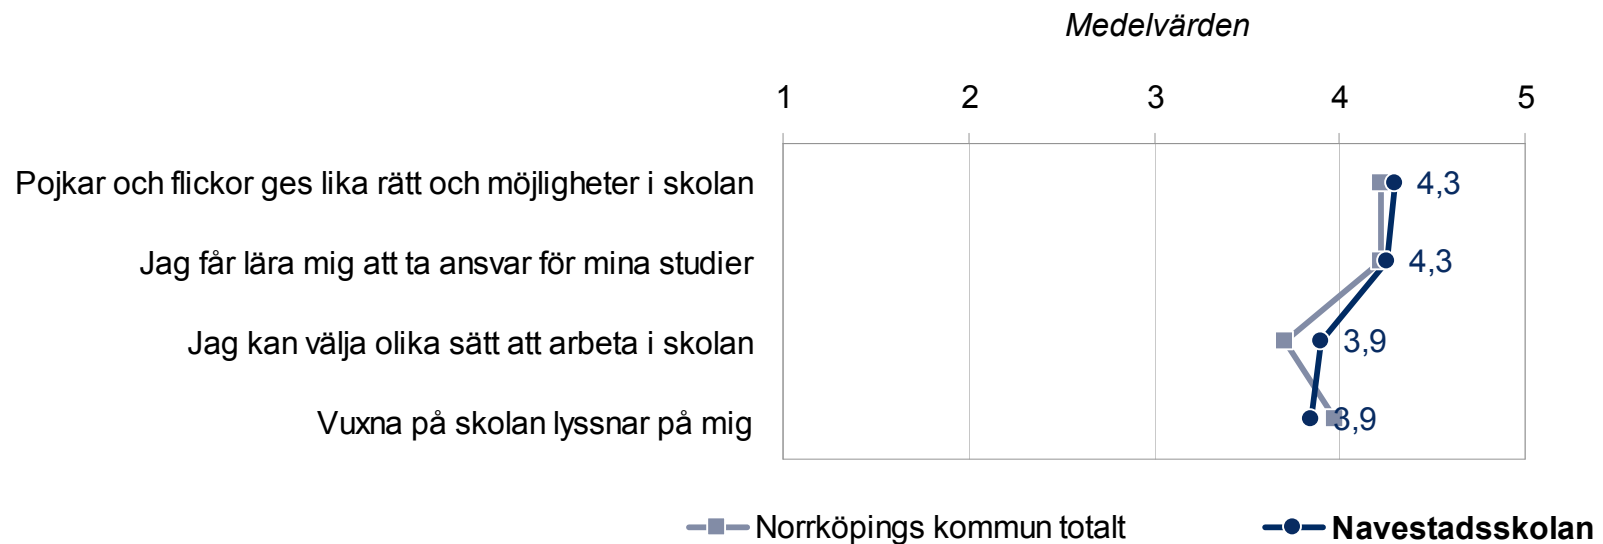 Medelvärden
1 2 3 4 5
Pojkar och flickor ges lika rätt och möjligheter i skolan 4,3
Jag får lära mig att ta ansvar för mina studier 4,3
Jag kan välja olika sätt att arbeta i skolan 3,9
Vuxna på skolan lyssnar på mig 3,9
Norrköpings kommun totalt Navestadsskolan